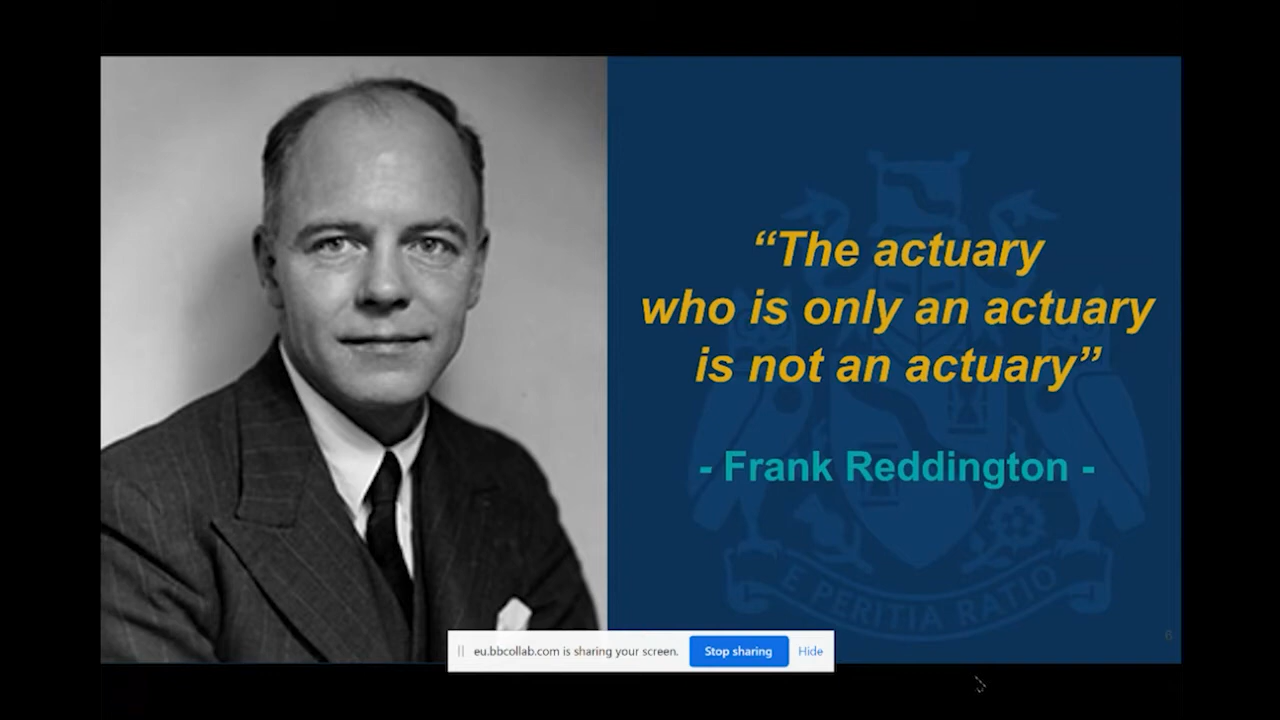 “The actuary
who is only an actuary
is not an actuary”
- Frank Reddington -
E PERITIA RATIO
6
eu.bbcollab.com is sharing your screen.
Stop sharing
Hide